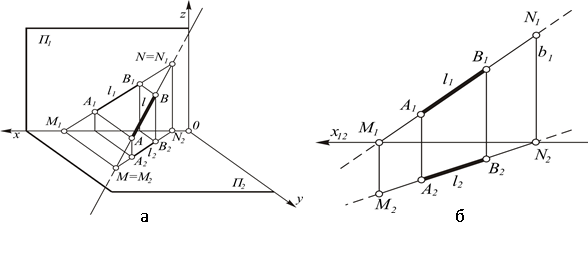 z
П₁
N=N₁
B₁
l₁
l
B
A₁
M₁
x
0
A
N₂
B₂
l₂
A₂
M=M₂
П₂
y
а
N₁
b₁
B₁
l₁
A₁
M₁
x₁₂
N₂
B₂
l₂
A₂
M₂
б